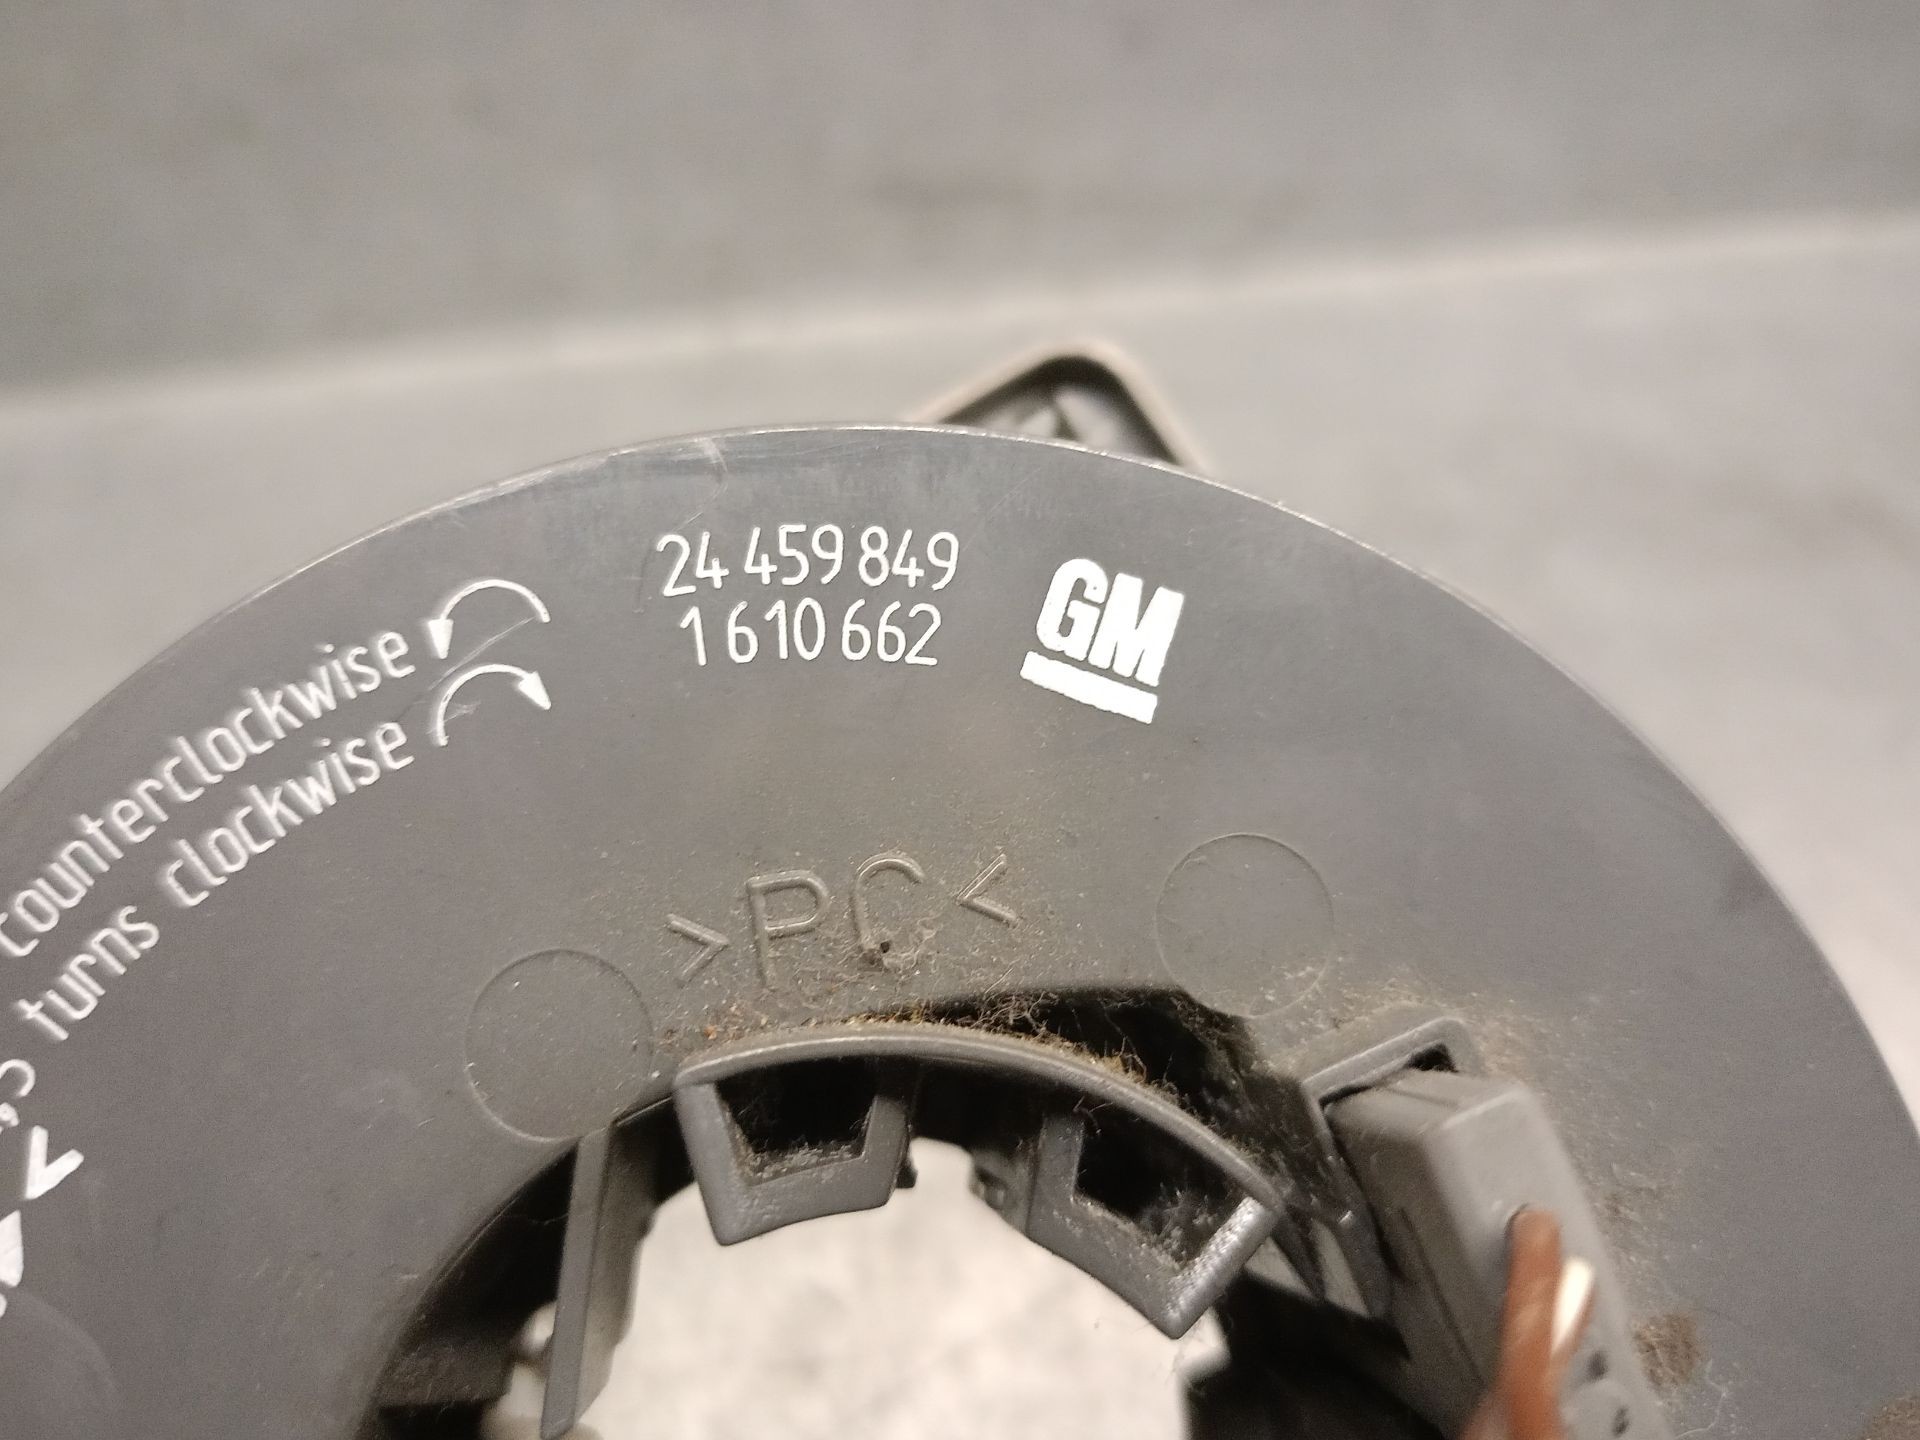 24 459 849
1 610 662
GM
counterclockwise
turns clockwise
>PC<